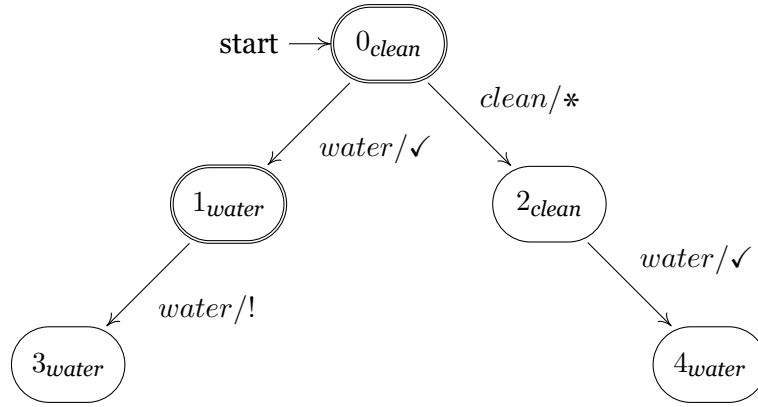 start 0clean
clean/*
water/✓
1water 2clean
water/✓
water/!
3water 4water